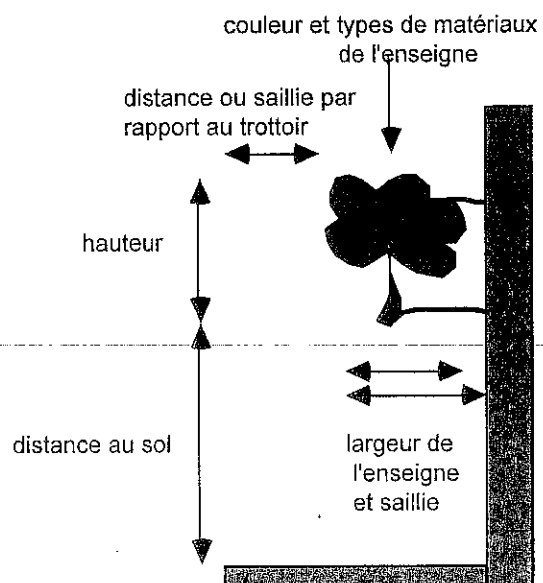 couleur et types de matériaux
de l'enseigne
distance ou saillie par
rapport au trottoir
hauteur
distance au sol
largeur de
l'enseigne
et saillie